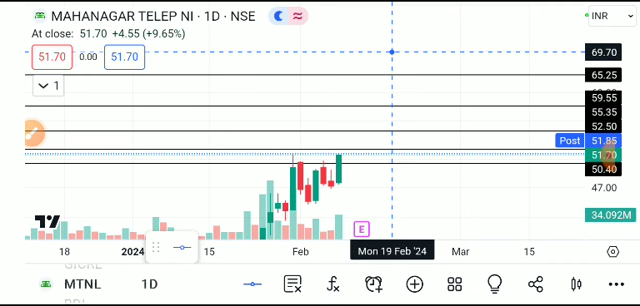 MAHANAGAR TELEP NI · 1D · NSE
INR
At close: 51.70 +4.55 (+9.65%)
51.70 0.00 51.70
1
69.70
65.25
59.55
55.35
52.50
Post 51.85
51.70
50.40
47.00
34.092M
E
18 2024 15 Feb Mon 19 Feb '24 Mar 15
MTNL 1D